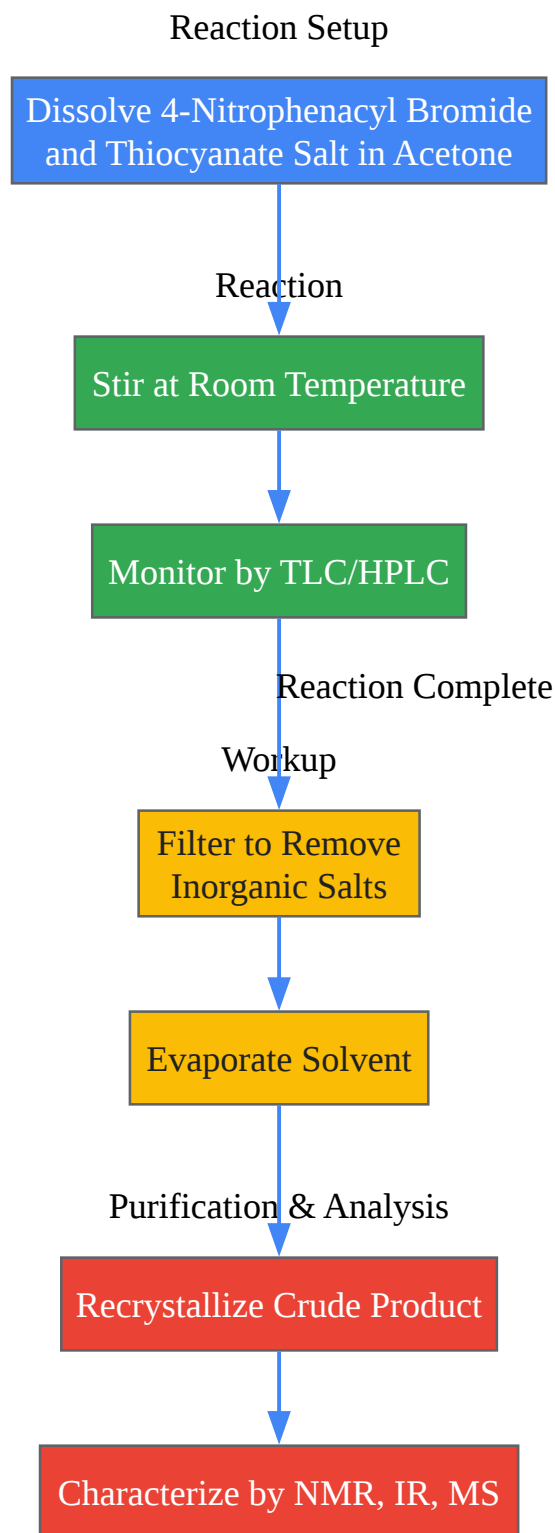 Reaction Setup
Dissolve 4-Nitrophenacyl Bromide
and Thiocyanate Salt in Acetone
Reaction
Stir at Room Temperature
Monitor by TLC/HPLC
Reaction Complete
Workup
Filter to Remove
Inorganic Salts
Evaporate Solvent
Purification & Analysis
Recrystallize Crude Product
Characterize by NMR, IR, MS